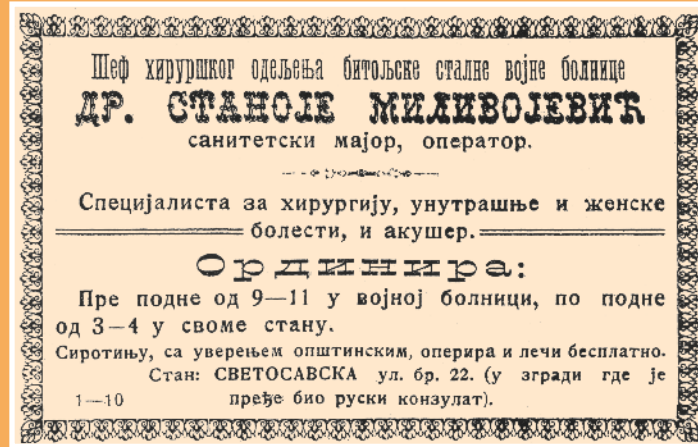 Шеф хируршког одељења битољске сталне војне болнице
ДР. СТАНОЈЕ МИЛИВОЈЕВИЋ
санитетски мајор, оператор.
Специјалиста за хирургију, унутрашње и женске
болести, и акушер.
Ординира:
Пре подне од 9—11 у војној болници, по подне
од 3—4 у своме стану.
Сиротињу, са уверењем општинским, оперира и лечи бесплатно.
Стан: СВЕТОСАВСКА ул. бр. 22. (у згради где је
1—10 пређе био руски конзулат).